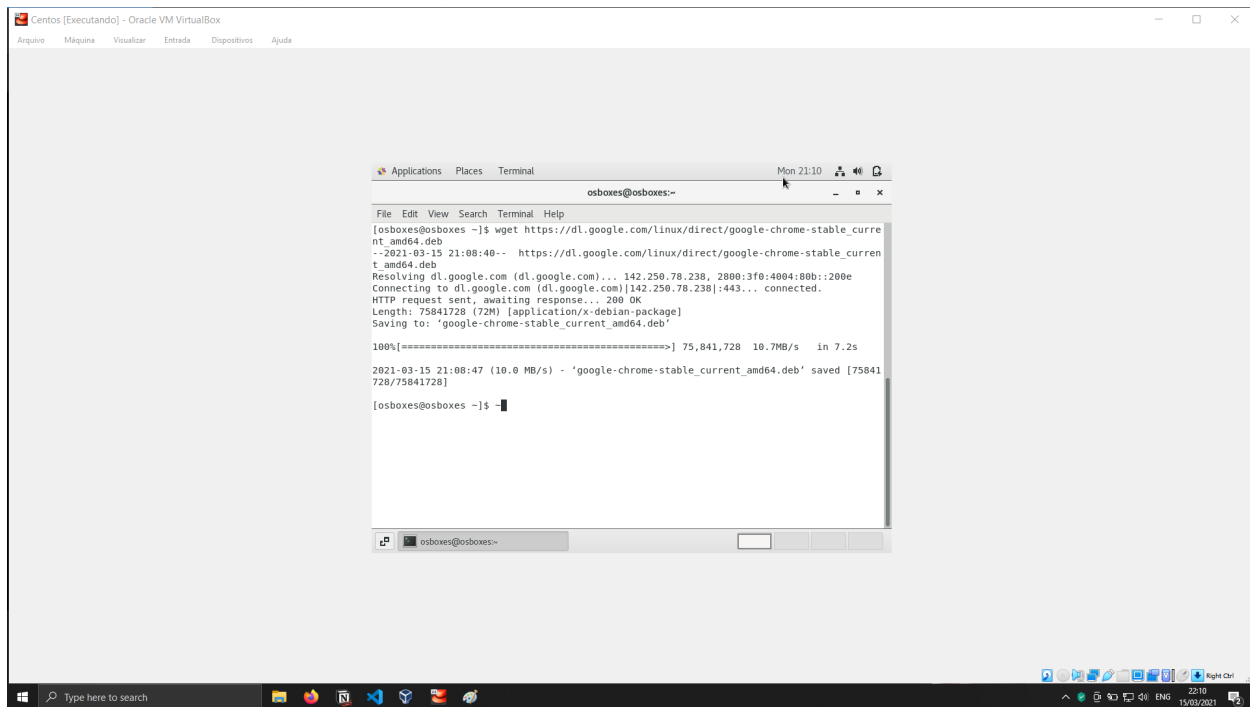 Centos [Executando] - Oracle VM VirtualBox
Arquivo Máquina Visualizar Entrada Dispositivos Ajuda
Applications Places Terminal Mon 21:10
osboxes@osboxes:~
File Edit View Search Terminal Help
[osboxes@osboxes ~]$ wget https://dl.google.com/linux/direct/google-chrome-stable_curre
nt_amd64.deb
--2021-03-15 21:08:40-- https://dl.google.com/linux/direct/google-chrome-stable_curren
t_amd64.deb
Resolving dl.google.com (dl.google.com)... 142.250.78.238, 2800:3f0:4004:80b::200e
Connecting to dl.google.com (dl.google.com)|142.250.78.238|:443... connected.
HTTP request sent, awaiting response... 200 OK
Length: 75841728 (72M) [application/x-debian-package]
Saving to: ‘google-chrome-stable_current_amd64.deb’
100%[=============================================>] 75,841,728 10.7MB/s in 7.2s
2021-03-15 21:08:47 (10.0 MB/s) - ‘google-chrome-stable_current_amd64.deb’ saved [75841
728/75841728]
[osboxes@osboxes ~]$ ~
osboxes@osboxes:~
Right Ctrl
Type here to search
ENG
22:10
15/03/2021
2